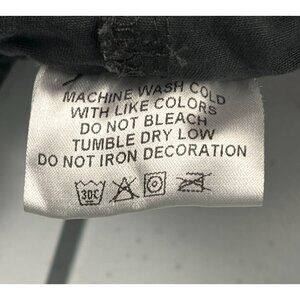 MACHINE WASH COLD
WITH LIKE COLORS
DO NOT BLEACH
TUMBLE DRY LOW
DO NOT IRON DECORATION
30C